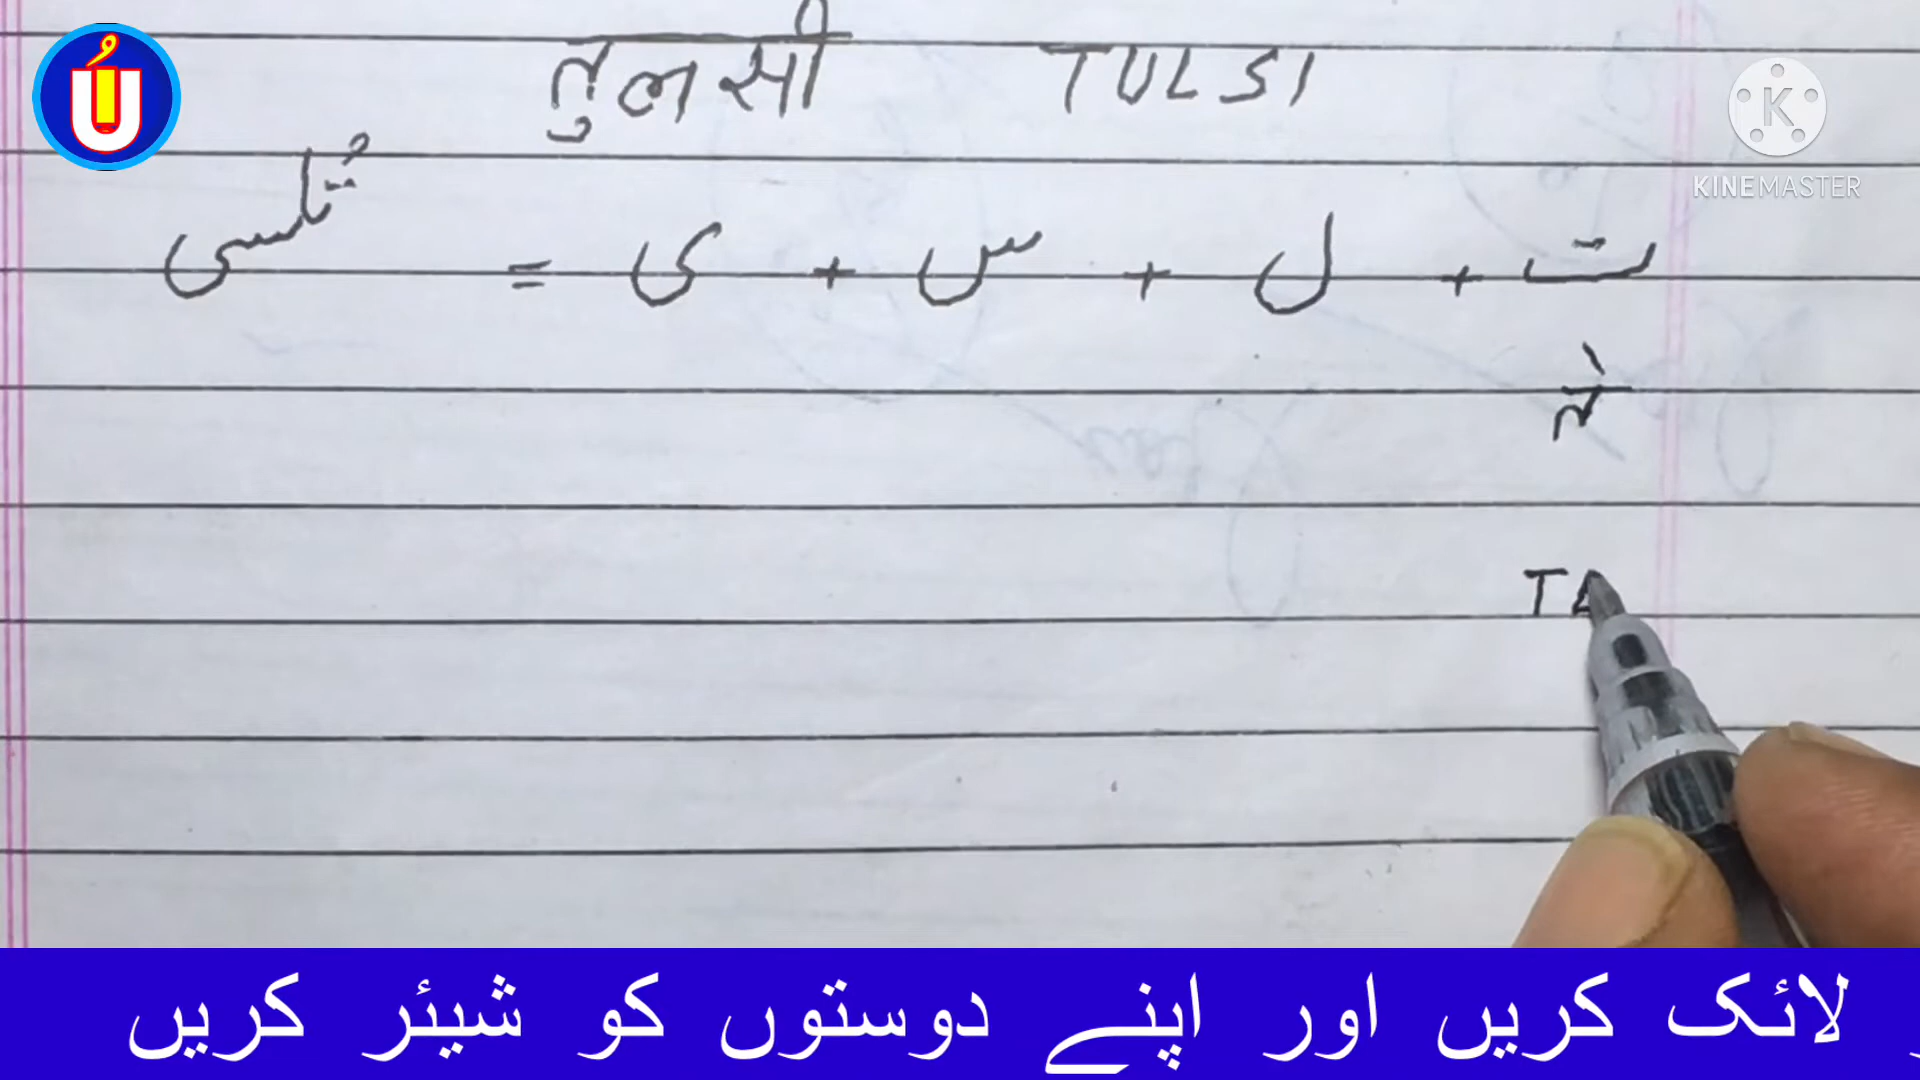 तुलसी TULSI
KINEMASTER
ت + ل + س + ی = تُلسی
ते
TA
لائک کریں اور اپنے دوستوں کو شیئر کریں